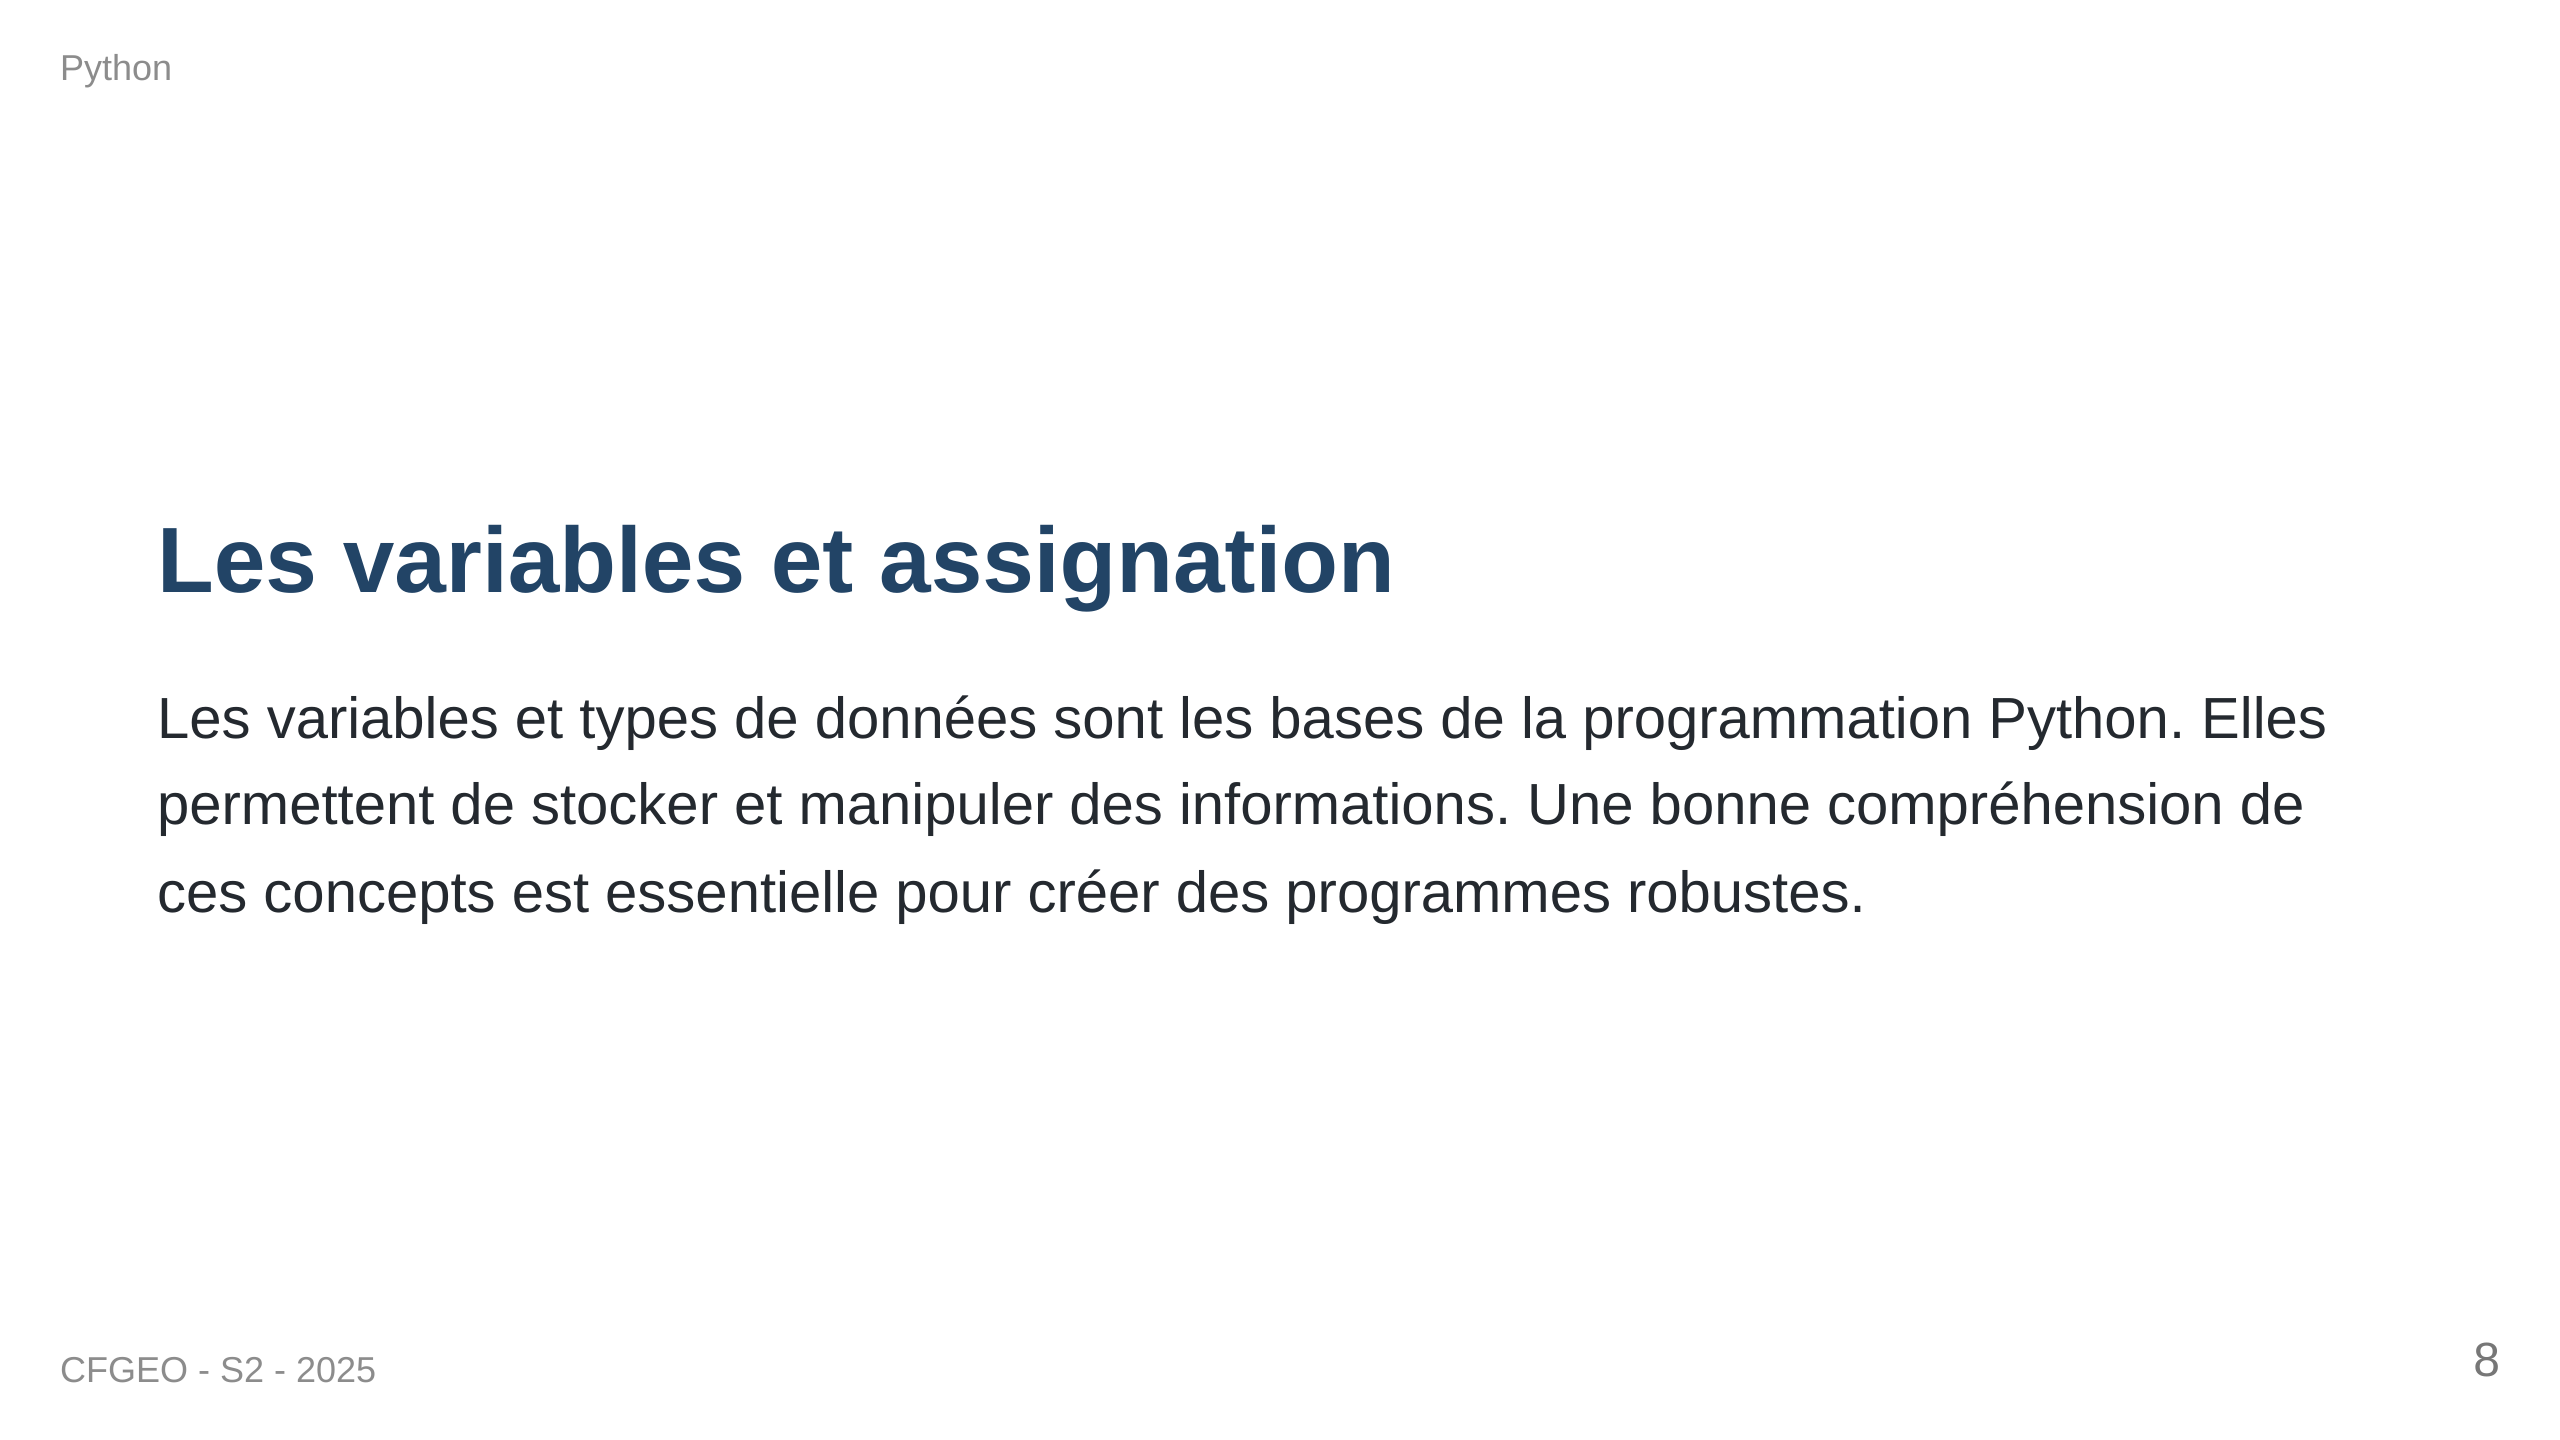 Python
Les variables et assignation
Les variables et types de données sont les bases de la programmation Python. Elles
permettent de stocker et manipuler des informations. Une bonne compréhension de
ces concepts est essentielle pour créer des programmes robustes.
CFGEO - S2 - 2025
8